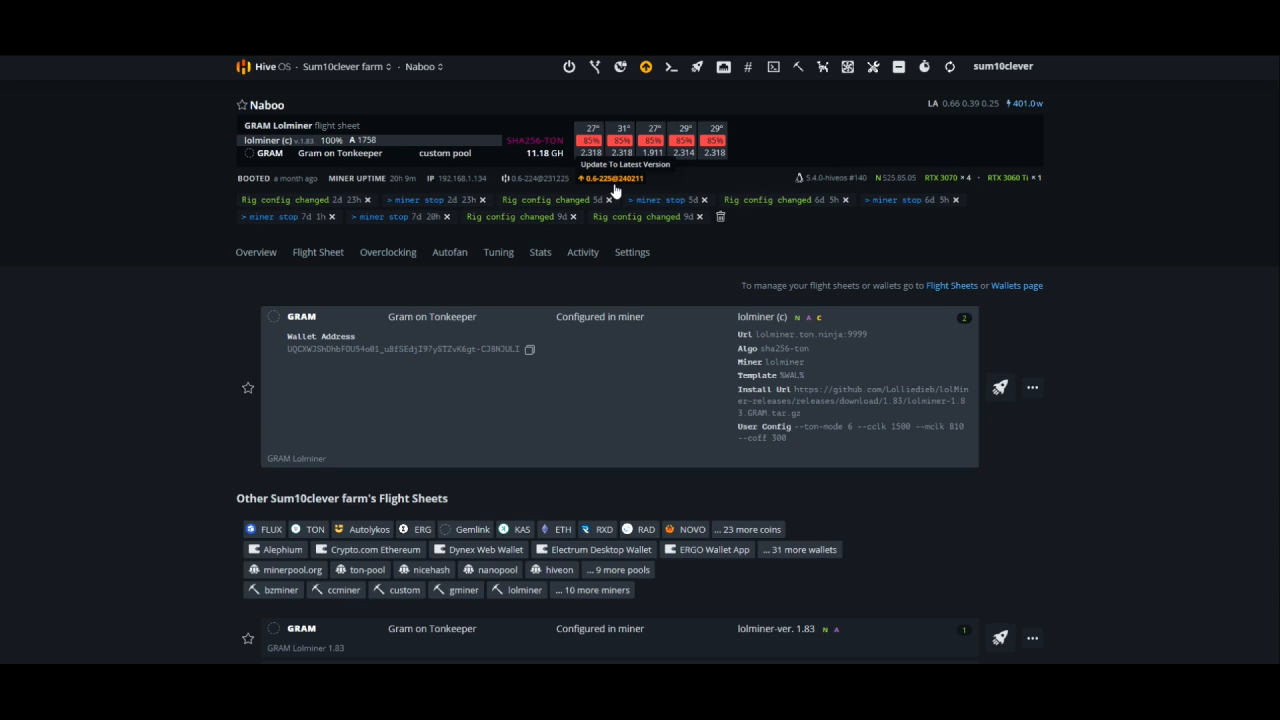 Hive OS · Sum10clever farm · Naboo
sum10clever
Naboo
LA 0.66 0.39 0.25 401.0 w
GRAM Lolminer flight sheet
27° 31° 27° 29° 29°
lolminer (c) v.1.83 100% A 1758 SHA256-TON 85% 85% 85% 85% 85%
GRAM Gram on Tonkeeper custom pool 11.18 GH 2.318 2.318 1.911 2.314 2.318
Update To Latest Version
BOOTED a month ago MINER UPTIME 20h 9m IP 192.168.1.134 0.6-224@231225 0.6-225@240211 5.4.0-hiveos #140 N 525.85.05 RTX 3070 × 4 · RTX 3060 Ti × 1
Rig config changed 2d 23h × > miner stop 2d 23h × Rig config changed 5d × > miner stop 5d × Rig config changed 6d 5h × > miner stop 6d 5h ×
> miner stop 7d 1h × > miner stop 7d 20h × Rig config changed 9d × Rig config changed 9d ×
Overview Flight Sheet Overclocking Autofan Tuning Stats Activity Settings
To manage your flight sheets or wallets go to Flight Sheets or Wallets page
GRAM Gram on Tonkeeper Configured in miner lolminer (c) N A C 2
Wallet Address
Url lolminer.ton.ninja:9999
Algo sha256-ton
Miner lolminer
Template %WAL%
Install Url https://github.com/Lolliedieb/lolMin
er-releases/releases/download/1.83/lolminer-1.8
3.GRAM.tar.gz
User Config --ton-mode 6 --cclk 1500 --mclk 810
--coff 300
GRAM Lolminer
Other Sum10clever farm's Flight Sheets
FLUX TON Autolykos ERG Gemlink KAS ETH RXD RAD NOVO ... 23 more coins
Alephium Crypto.com Ethereum Dynex Web Wallet Electrum Desktop Wallet ERGO Wallet App ... 31 more wallets
minerpool.org ton-pool nicehash nanopool hiveon ... 9 more pools
bzminer ccminer custom gminer lolminer ... 10 more miners
GRAM Gram on Tonkeeper Configured in miner lolminer-ver. 1.83 N A 1
GRAM Lolminer 1.83